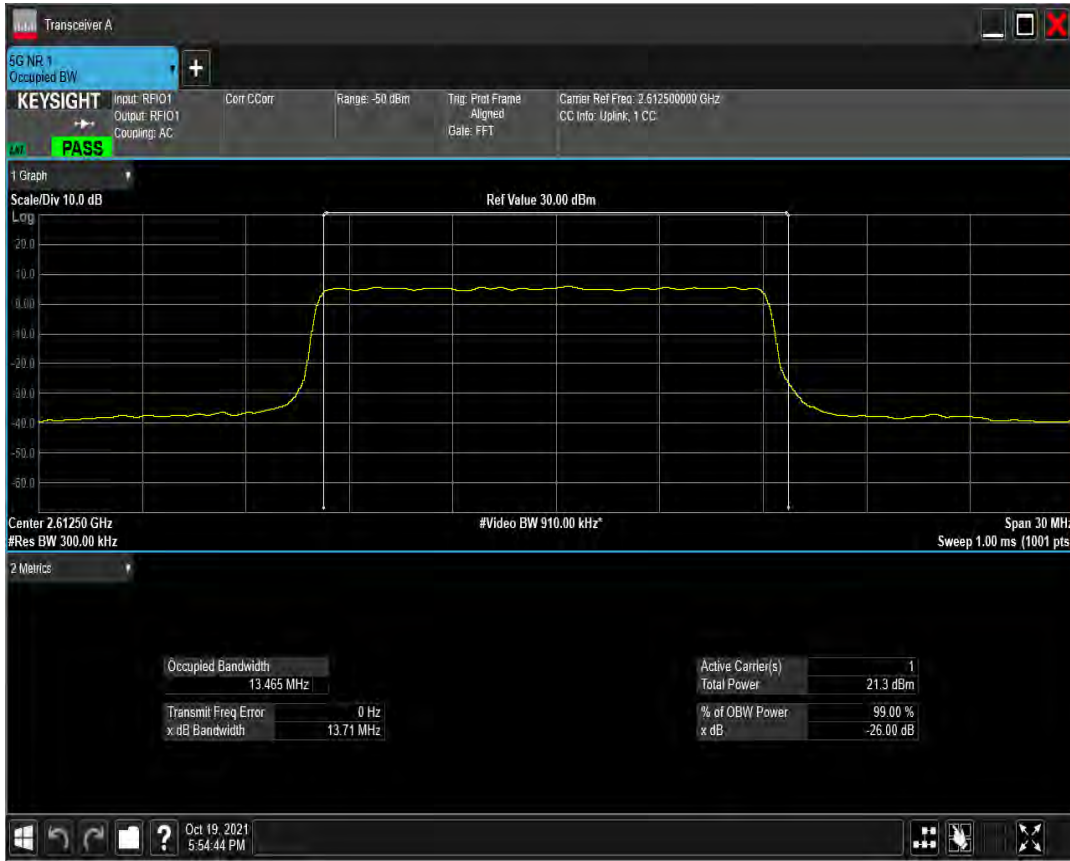 Transceiver A
5G NR 1
Occupied BW
+
KEYSIGHT
Input: RFIO1
Output: RFIO1
Coupling: AC
Corr CCorr
Range: -50 dBm
Trig: Prot Frame
Aligned
Gate: FFT
Carrier Ref Freq: 2.612500000 GHz
CC Info: Uplink, 1 CC
PASS
1 Graph
Scale/Div 10.0 dB
Ref Value 30.00 dBm
Log
20.0
10.0
0.00
-10.0
-20.0
-30.0
-40.0
-50.0
-60.0
Center 2.61250 GHz
#Video BW 910.00 kHz*
Span 30 MHz
#Res BW 300.00 kHz
Sweep 1.00 ms (1001 pts
2 Metrics
Occupied Bandwidth
13.465 MHz
Transmit Freq Error 0 Hz
x dB Bandwidth 13.71 MHz
Active Carrier(s) 1
Total Power 21.3 dBm
% of OBW Power 99.00 %
x dB -26.00 dB
?
Oct 19, 2021
5:54:44 PM